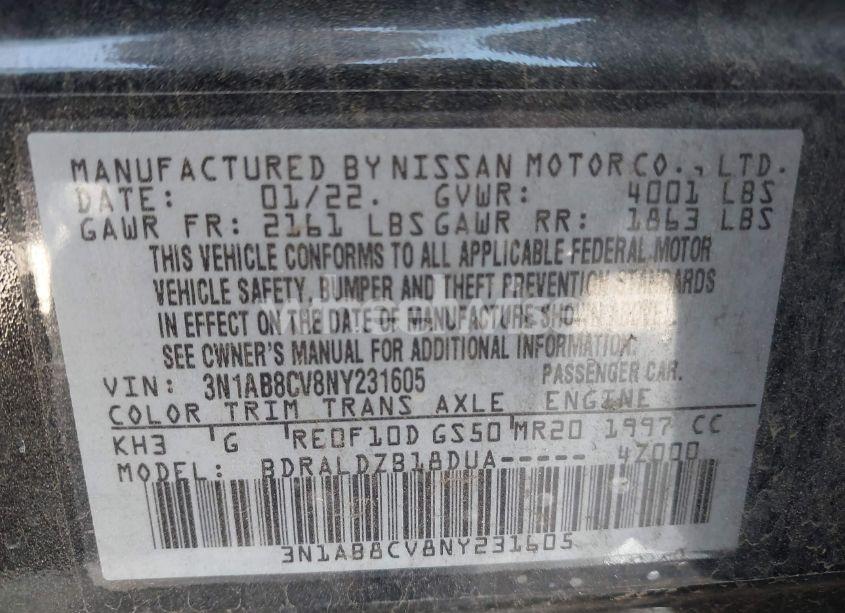 MANUFACTURED BY NISSAN MOTOR CO., LTD.
DATE: 01/22. GVWR: 4001 LBS
GAWR FR: 2161 LBS GAWR RR: 1863 LBS
THIS VEHICLE CONFORMS TO ALL APPLICABLE FEDERAL MOTOR
VEHICLE SAFETY, BUMPER AND THEFT PREVENTION STANDARDS
IN EFFECT ON THE DATE OF MANUFACTURE SHOWN
SEE OWNER'S MANUAL FOR ADDITIONAL INFORMATION
VIN: 3N1AB8CV8NY231605 PASSENGER CAR.
COLOR TRIM TRANS AXLE ENGINE
KH3 G RE0F10D GS50 MR20 1997 CC
MODEL: BDRALDZB18DUA----- 4Z000
3N1AB8CV8NY231605